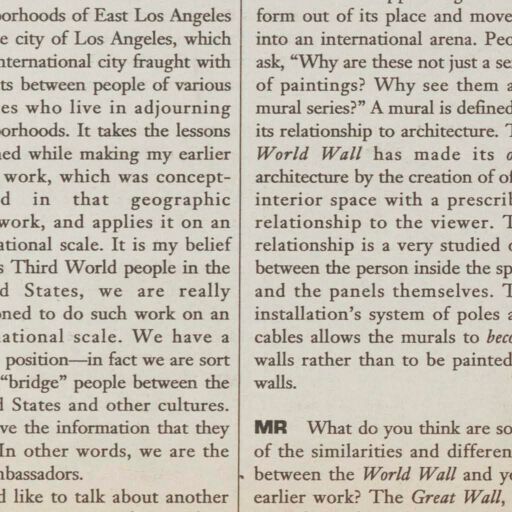 orhoods of East Los Angeles
e city of Los Angeles, which
nternational city fraught with
ts between people of various
es who live in adjourning
orhoods. It takes the lessons
ned while making my earlier
work, which was concept-
d in that geographic
work, and applies it on an
ational scale. It is my belief
s Third World people in the
d States, we are really
oned to do such work on an
ational scale. We have a
position—in fact we are sort
"bridge" people between the
d States and other cultures.
ve the information that they
In other words, we are the
mbassadors.
d like to talk about another
form out of its place and move
into an international arena. Peo
ask, "Why are these not just a se
of paintings? Why see them a
mural series?" A mural is defined
its relationship to architecture. T
World Wall has made its o
architecture by the creation of of
interior space with a prescrib
relationship to the viewer. T
relationship is a very studied o
between the person inside the sp
and the panels themselves. T
installation's system of poles a
cables allows the murals to beco
walls rather than to be painted
walls.
MR What do you think are so
of the similarities and differen
between the World Wall and yo
earlier work? The Great Wall,